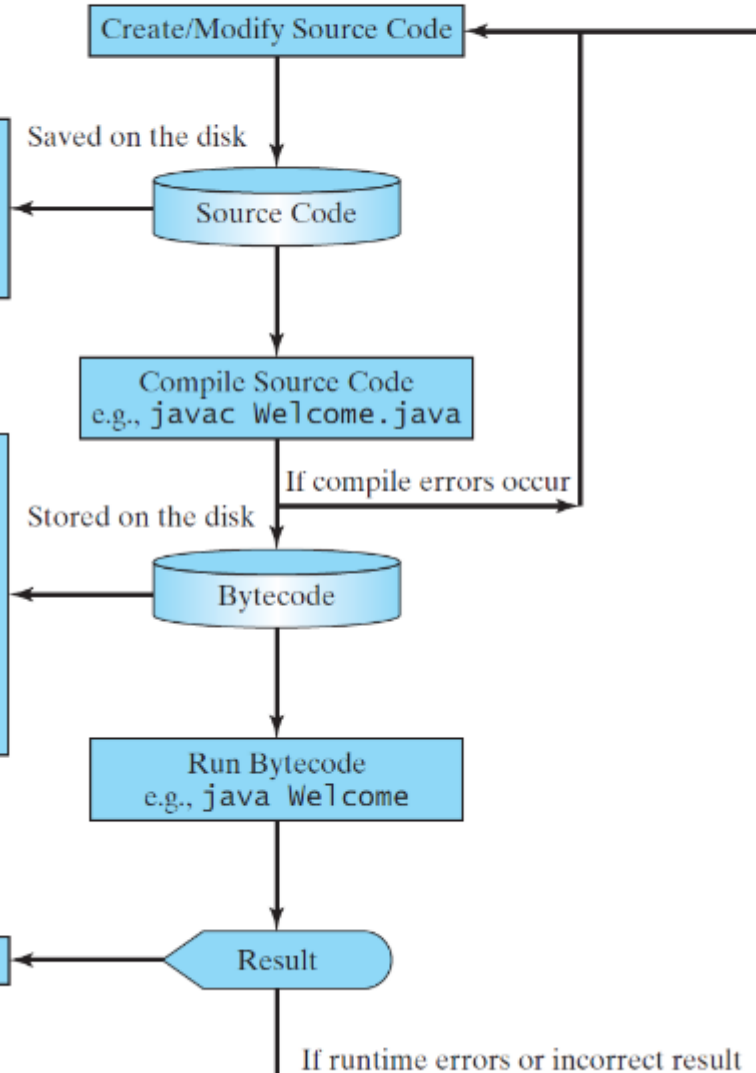 Create/Modify Source Code
Saved on the disk
Source Code
Compile Source Code
e.g., javac Welcome.java
If compile errors occur
Stored on the disk
Bytecode
Run Bytecode
e.g., java Welcome
Result
If runtime errors or incorrect result